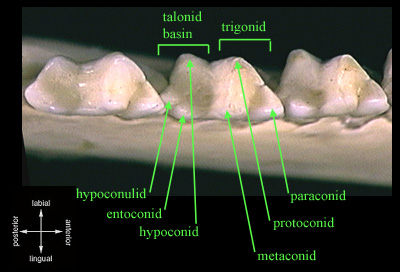 talonid
basin
trigonid
hypoconulid
entoconid
hypoconid
paraconid
protoconid
metaconid
labial
posterior
anterior
lingual